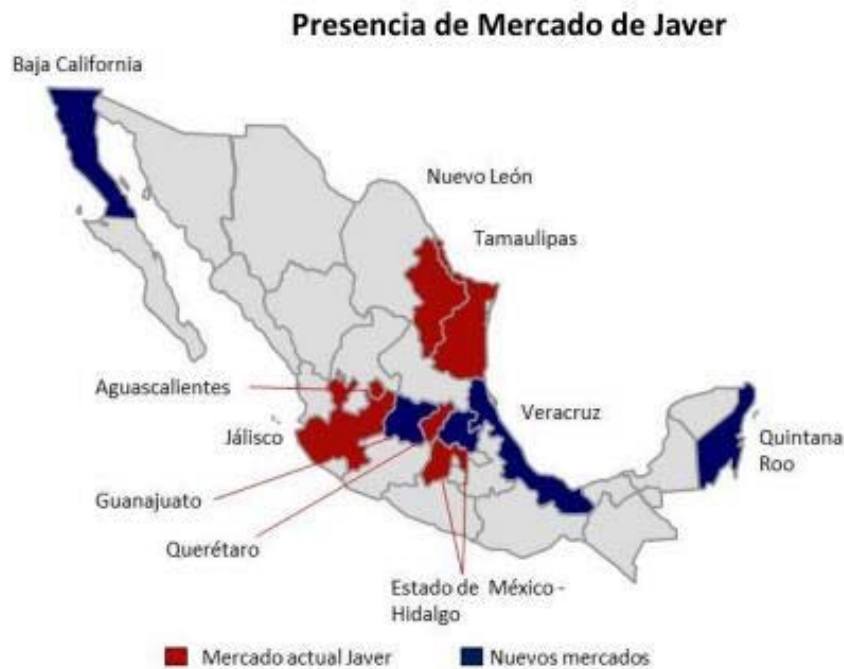 Presencia de Mercado de Javer
Baja California
Nuevo León
Tamaulipas
Aguascalientes
Veracruz
Jálisco
Quintana
Roo
Guanajuato
Querétaro
Estado de México -
Hidalgo
Mercado actual Javer
Nuevos mercados